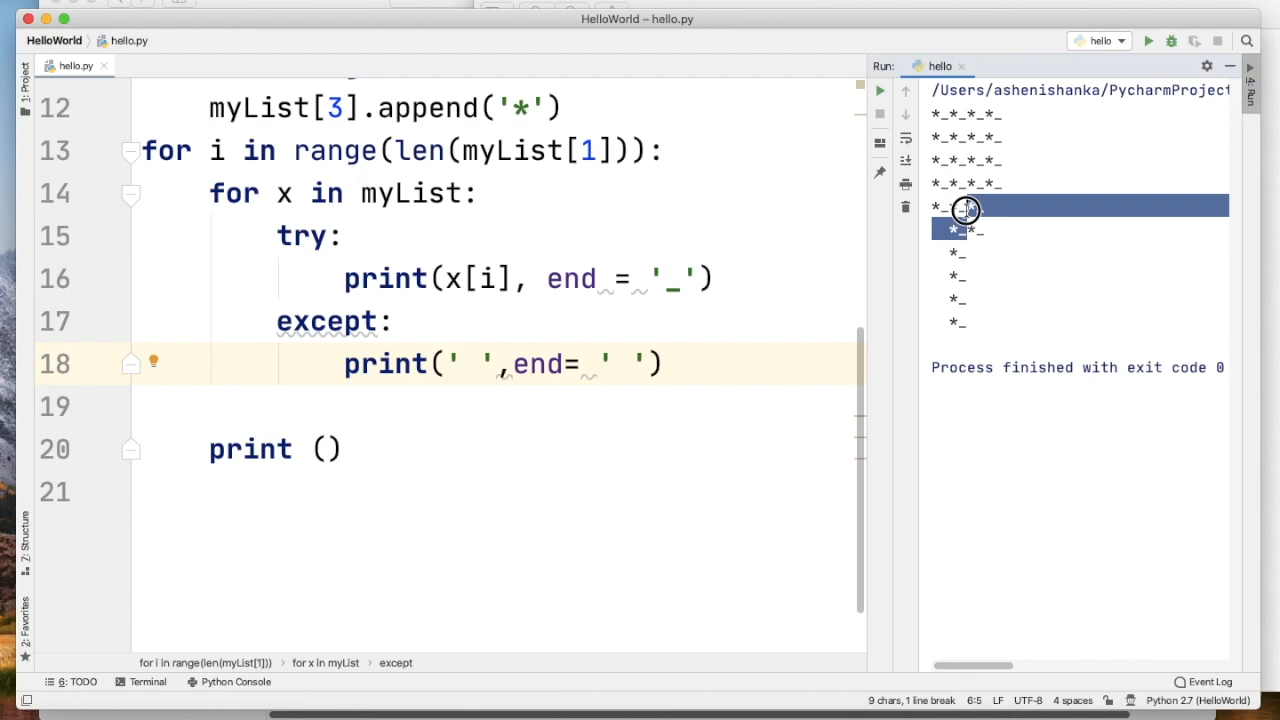 HelloWorld – hello.py
HelloWorld hello.py
hello
hello.py
Run: hello
1: Project
4: Run
/Users/ashenishanka/PycharmProject
12 myList[3].append('*')
13 for i in range(len(myList[1])):
14 for x in myList:
15 try:
16 print(x[i], end = '_')
17 except:
18 print(' ',end= ' ')
19
20 print ()
21
*_*_*_*_
*_*_*_*_
*_*_*_*_
*_*_*_*_
*_*_*_
*_*_
*_
*_
*_
*_
Process finished with exit code 0
7: Structure
2: Favorites
for i in range(len(myList[1])) for x in myList except
6: TODO Terminal Python Console Event Log
9 chars, 1 line break 6:5 LF UTF-8 4 spaces Python 2.7 (HelloWorld)